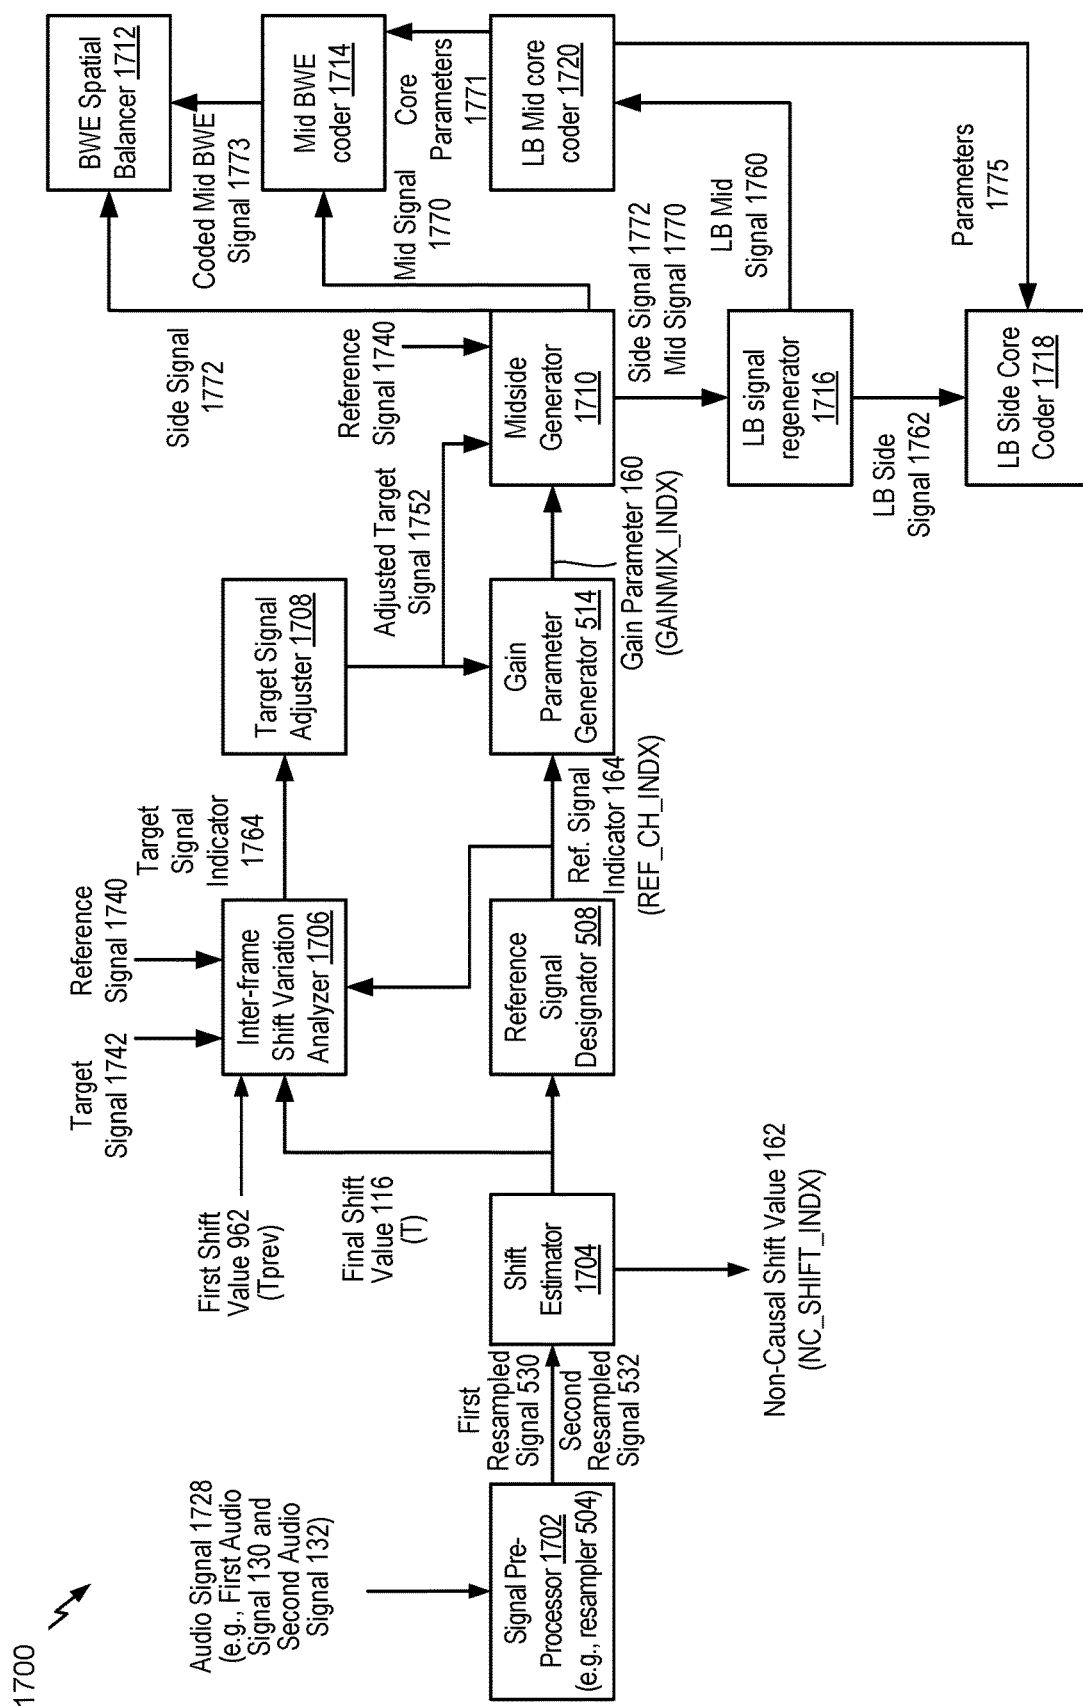 1700
Audio Signal 1728
(e.g., First Audio
Signal 130 and
Second Audio
Signal 132)
Signal Pre-
Processor 1702
(e.g., resampler 504)
First
Resampled
Signal 530
Second
Resampled
Signal 532
Shift
Estimator
1704
Non-Causal Shift Value 162
(NC_SHIFT_INDX)
First Shift
Value 962
(Tprev)
Final Shift
Value 116
(T)
Target
Signal 1742
Reference
Signal 1740
Inter-frame
Shift Variation
Analyzer 1706
Reference
Signal
Designator 508
Target
Signal
Indicator
1764
Ref. Signal
Indicator 164
(REF_CH_INDX)
Target Signal
Adjuster 1708
Gain
Parameter
Generator 514
Adjusted Target
Signal 1752
Gain Parameter 160
(GAINMIX_INDX)
Reference
Signal 1740
Midside
Generator
1710
Side Signal
1772
Mid Signal
1770
Side Signal 1772
Mid Signal 1770
LB signal
regenerator
1716
LB Side
Signal 1762
LB Mid
Signal 1760
LB Side Core
Coder 1718
Parameters
1775
BWE Spatial
Balancer 1712
Coded Mid BWE
Signal 1773
Mid BWE
coder 1714
Core
Parameters
1771
LB Mid core
coder 1720